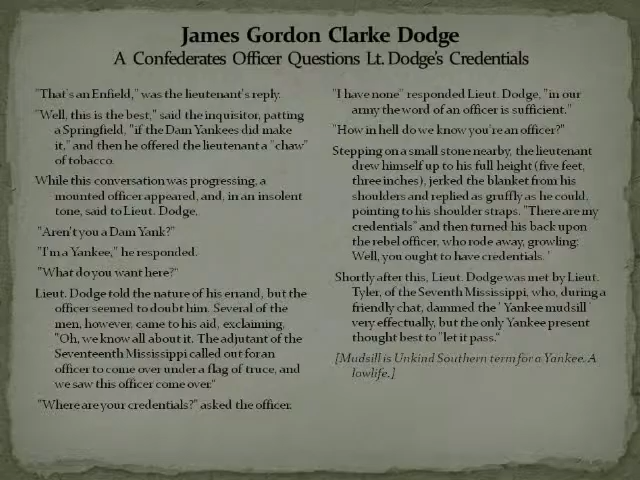 James Gordon Clarke Dodge
A Confederates Officer Questions Lt. Dodge's Credentials
"That's an Enfield," was the lieutenant's reply.
"Well, this is the best," said the inquisitor, patting
a Springfield, "if the Dam Yankees did make
it," and then he offered the lieutenant a "chaw"
of tobacco.
While this conversation was progressing, a
mounted officer appeared, and, in an insolent
tone, said to Lieut. Dodge,
"Aren't you a Dam Yank?"
"I'm a Yankee," he responded.
"What do you want here?"
Lieut. Dodge told the nature of his errand, but the
officer seemed to doubt him. Several of the
men, however, came to his aid, exclaiming,
"Oh, we know all about it. The adjutant of the
Seventeenth Mississippi called out for an
officer to come over under a flag of truce, and
we saw this officer come over."
"Where are your credentials?" asked the officer.
"I have none" responded Lieut. Dodge, "in our
army the word of an officer is sufficient."
"How in hell do we know you're an officer?"
Stepping on a small stone nearby, the lieutenant
drew himself up to his full height (five feet,
three inches), jerked the blanket from his
shoulders and replied as gruffly as he could,
pointing to his shoulder straps, "There are my
credentials" and then turned his back upon
the rebel officer, who rode away, growling:
Well, you ought to have credentials. '
Shortly after this, Lieut. Dodge was met by Lieut.
Tyler, of the Seventh Mississippi, who, during a
friendly chat, dammed the ' Yankee mudsill '
very effectually, but the only Yankee present
thought best to "let it pass."
[Mudsill is Unkind Southern term for a Yankee. A
lowlife.]